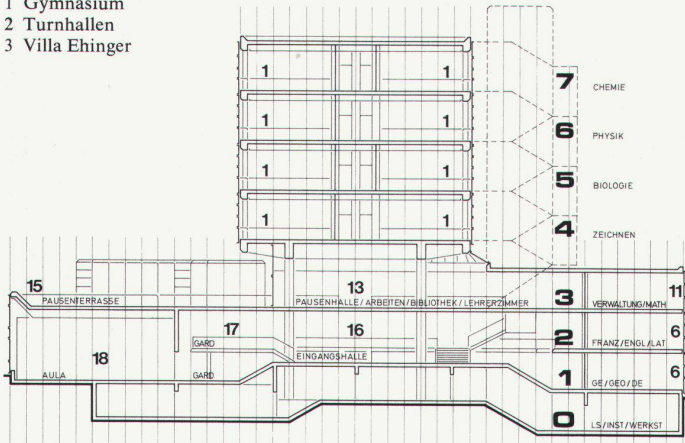 1 Gymnasium
2 Turnhallen
3 Villa Ehinger
1 1 7 CHEMIE
1 1 6 PHYSIK
1 1 5 BIOLOGIE
1 1 4 ZEICHNEN
15 13 3 11
PAUSENTERRASSE PAUSENHALLE / ARBEITEN / BIBLIOTHEK / LEHRERZIMMER VERWALTUNG/MATH
17 16 2 6
GARD FRANZ/ENGL/LAT
18 EINGANGSHALLE 6
AULA GARD 1 GE/GEO/DE
0 LS/INST/WERKST